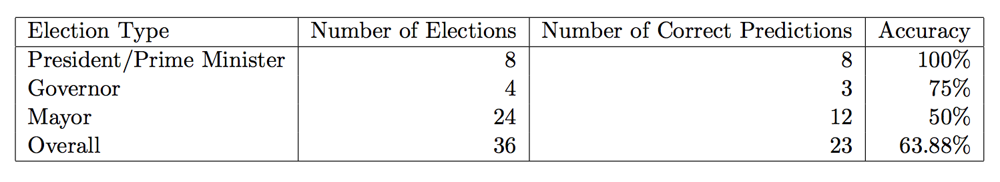 Election Type Number of Elections Number of Correct Predictions Accuracy
President/Prime Minister 8 8 100%
Governor 4 3 75%
Mayor 24 12 50%
Overall 36 23 63.88%